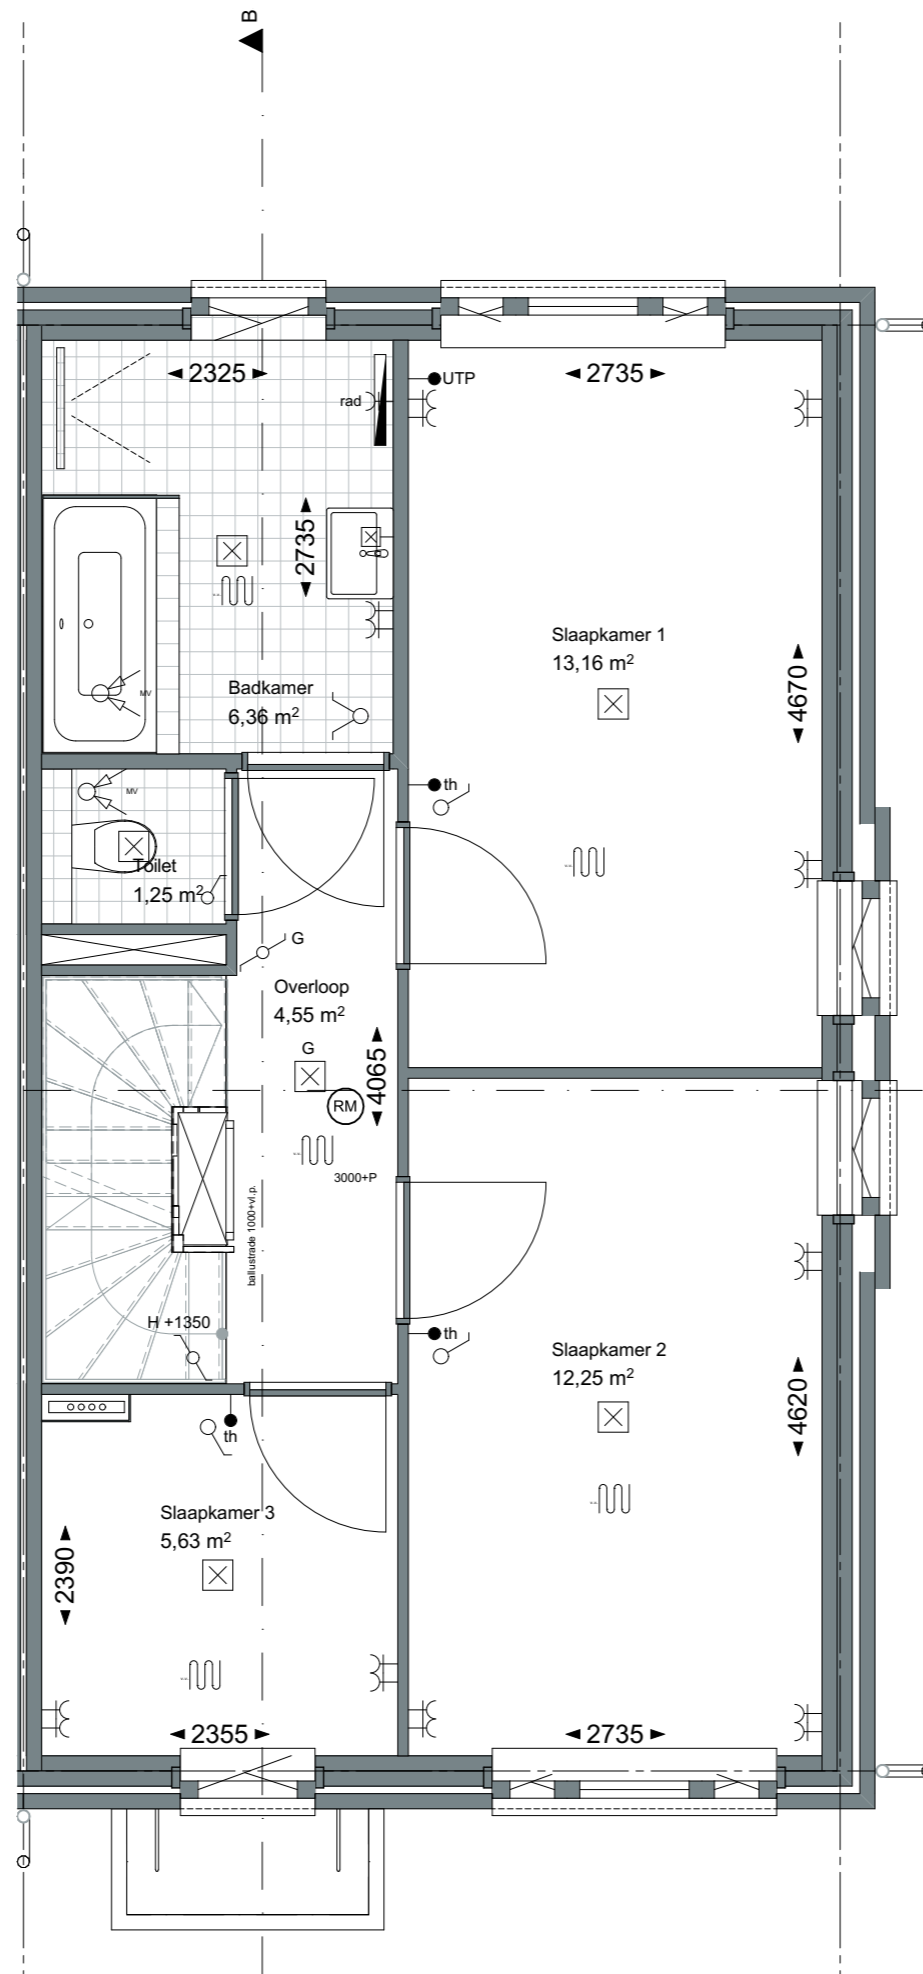 B
2325
2735
rad
UTP
2735
Slaapkamer 1
13,16 m²
4670
MV
Badkamer
6,36 m²
th
MV
Toilet
1,25 m²
G
Overloop
4,55 m²
G
4065
RM
3000+P
ballustrade 1000+vl.p.
H +1350
th
Slaapkamer 2
12,25 m²
4620
th
Slaapkamer 3
5,63 m²
2390
2355
2735